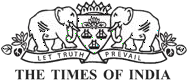 LET TRUTH PREVAIL
THE TIMES OF INDIA